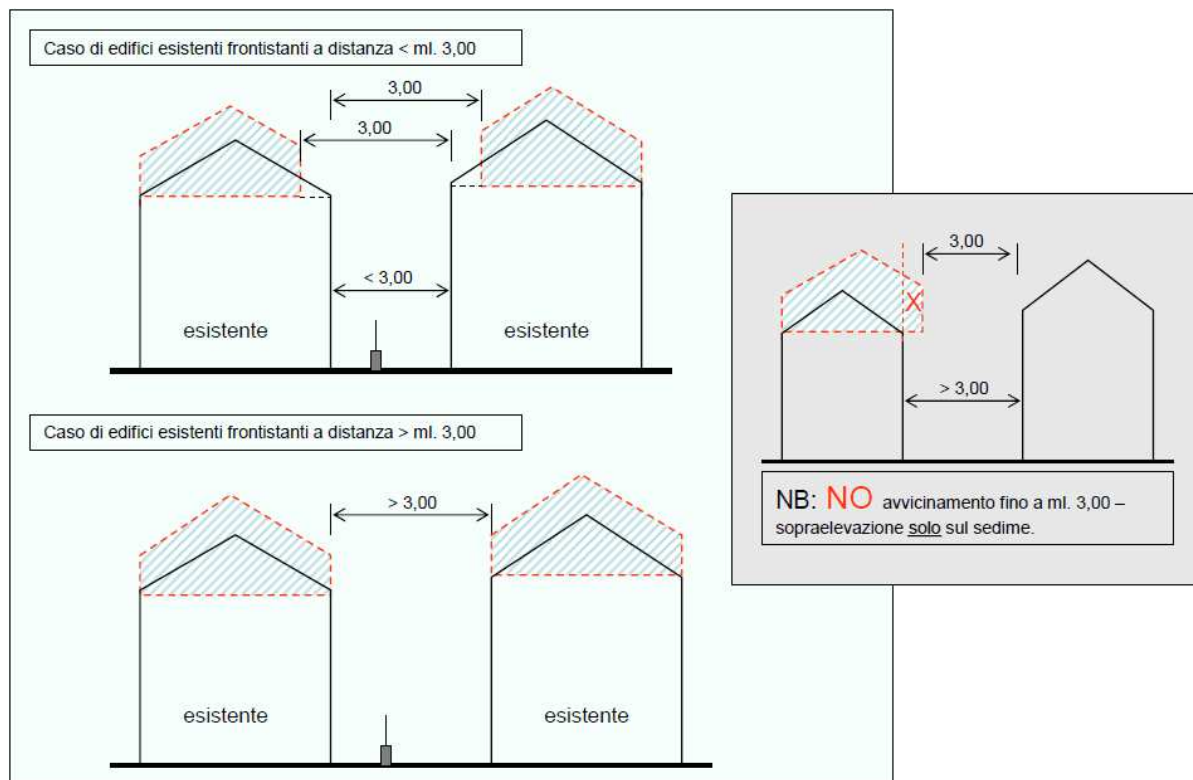 Caso di edifici esistenti frontistanti a distanza < ml. 3,00
3,00
3,00
< 3,00
esistente
esistente
Caso di edifici esistenti frontistanti a distanza > ml. 3,00
> 3,00
esistente
esistente
3,00
X
> 3,00
NB: NO avvicinamento fino a ml. 3,00 –
sopraelevazione solo sul sedime.